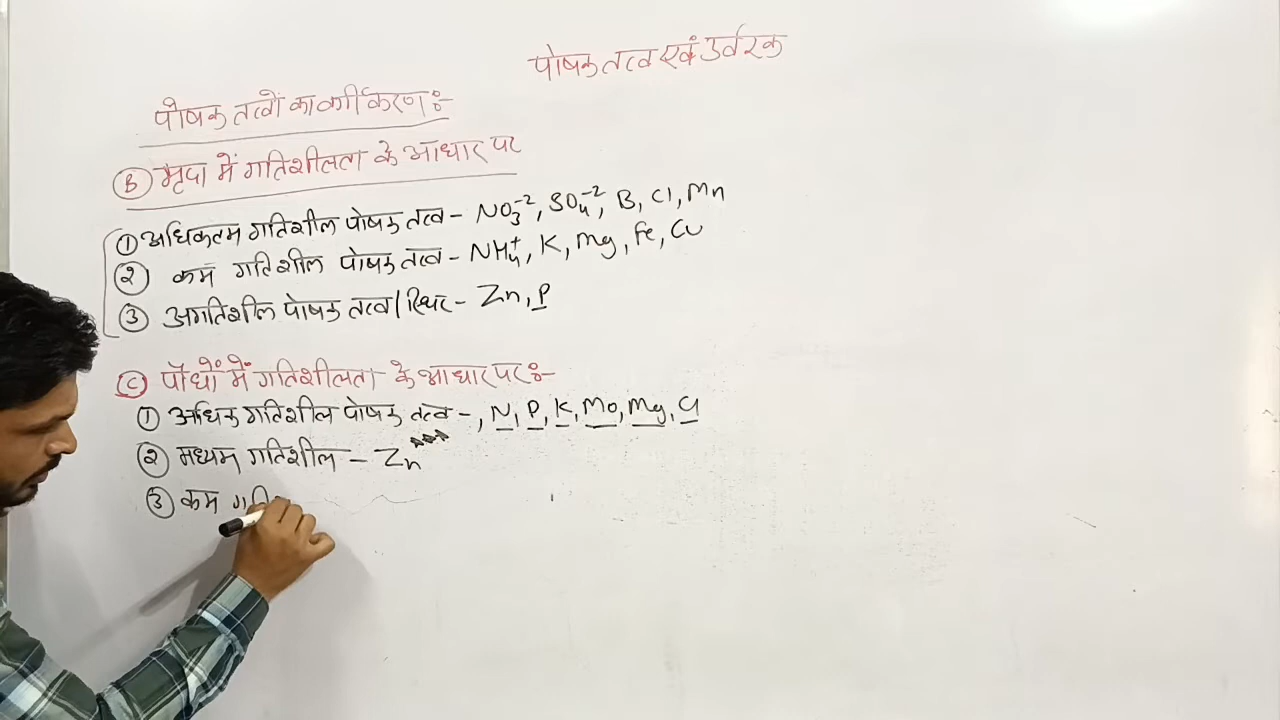 पोषक तत्व एवं उर्वरक
पोषक तत्वों का वर्गीकरण:-
(B) मृदा में गतिशीलता के आधार पर
(1) अधिकतम गतिशील पोषक तत्व - NO₃⁻², SO₄⁻², B, Cl, Mn
(2) कम गतिशील पोषक तत्व - NH₄⁺, K, Mg, Fe, Cu
(3) अगतिशील पोषक तत्व/स्थिर - Zn, P
(C) पौधों में गतिशीलता के आधार पर:-
(1) अधिक गतिशील पोषक तत्व -, N, P, K, Mo, Mg, Cl
(2) मध्यम गतिशील - Zn
(3) कम गति